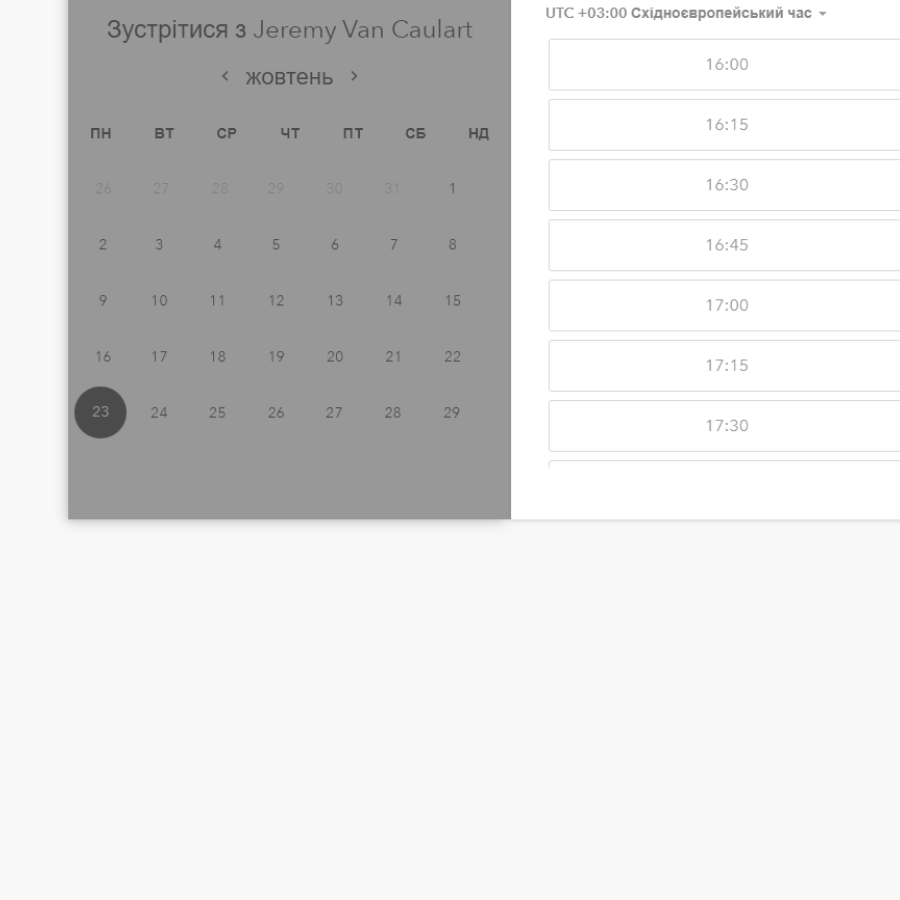 Зустрітися з Jeremy Van Caulart
жовтень
ПН ВТ СР ЧТ ПТ СБ НД
26 27 28 29 30 31 1
2 3 4 5 6 7 8
9 10 11 12 13 14 15
16 17 18 19 20 21 22
23 24 25 26 27 28 29
UTC +03:00 Східноєвропейський час
16:00
16:15
16:30
16:45
17:00
17:15
17:30